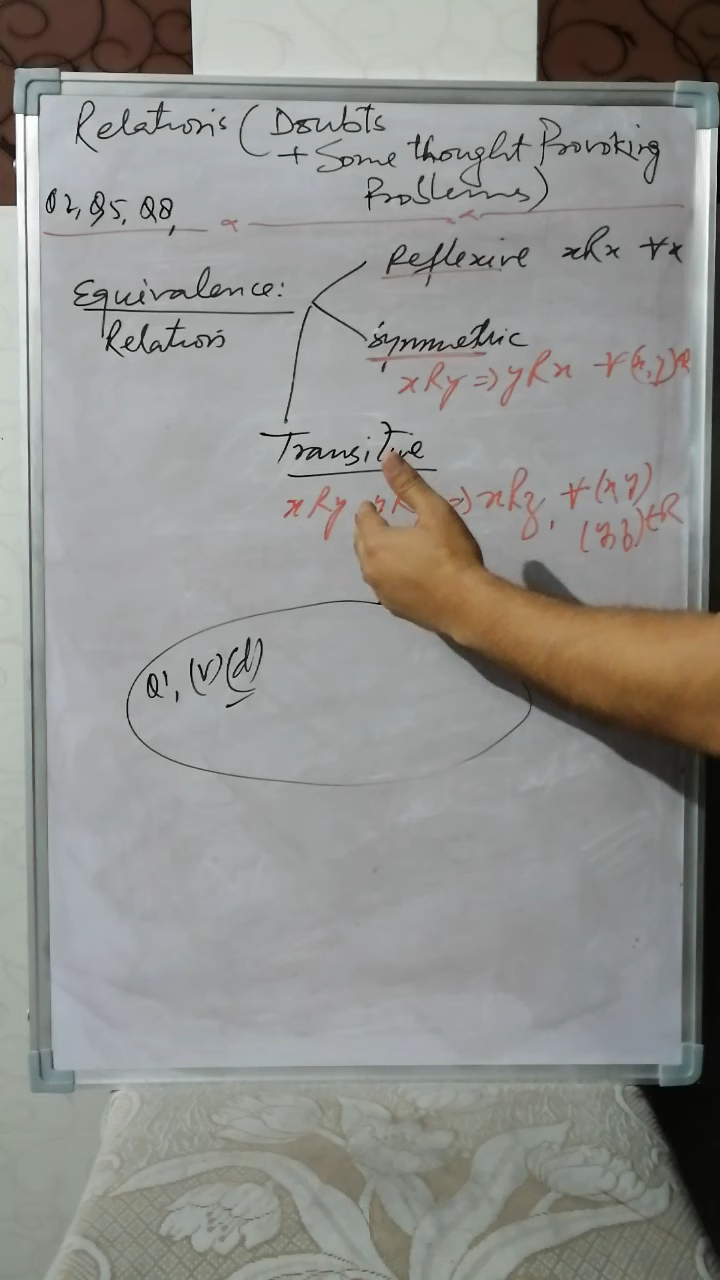 Relations (Doubts
+ Some thought Provoking
Problems)
Q2, Q5, Q8,
Equivalence:
Relation
Reflexive xRx ∀x
Symmetric
xRy => yRx ∀(x,y)
Transitive
xRy, => xRz, ∀(x,y)
(y,z)∈R
Q1, (v)(d)